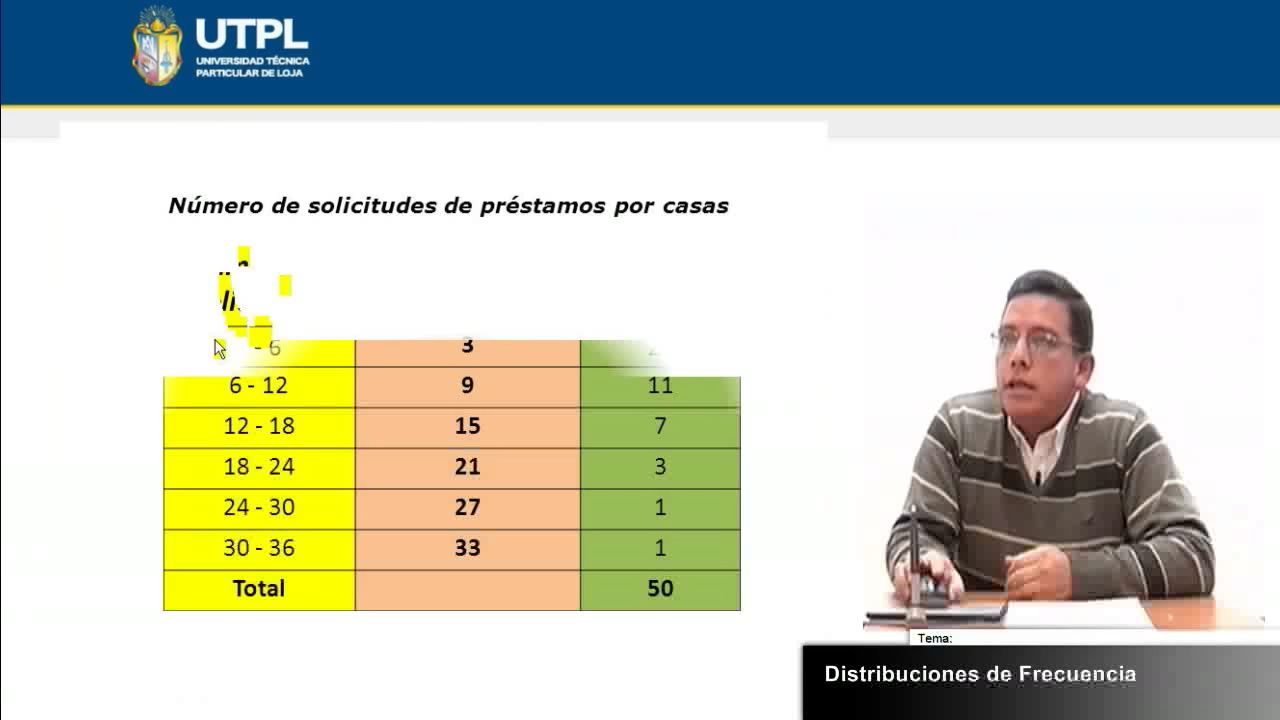 UTPL
UNIVERSIDAD TÉCNICA
PARTICULAR DE LOJA
Número de solicitudes de préstamos por casas
- 6 3
6 - 12 9 11
12 - 18 15 7
18 - 24 21 3
24 - 30 27 1
30 - 36 33 1
Total 50
Tema:
Distribuciones de Frecuencia